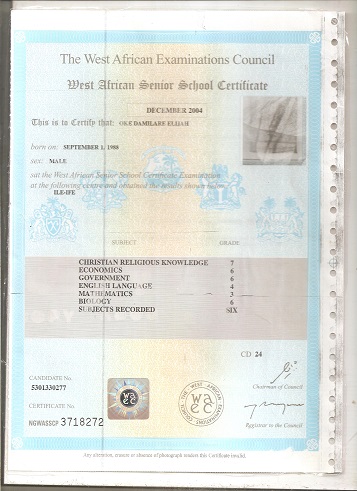 The West African Examinations Council
West African Senior School Certificate
DECEMBER 2004
This is to Certify that: OKE DAMILARE ELIJAH
born on: SEPTEMBER 1, 1988
sex: MALE
sat the West African Senior School Certificate Examination
at the following centre and obtained the results shown
ILE-IFE
SUBJECT GRADE
CHRISTIAN RELIGIOUS KNOWLEDGE 7
ECONOMICS 6
GOVERNMENT 6
ENGLISH LANGUAGE 4
MATHEMATICS 3
BIOLOGY 6
SUBJECTS RECORDED SIX
CD 24
CANDIDATE No.
5301330277
Chairman of Council
CERTIFICATE No.
NGWASSCP 3718272
Registrar to the Council
Any alteration, erasure or absence of photograph renders this Certificate invalid.